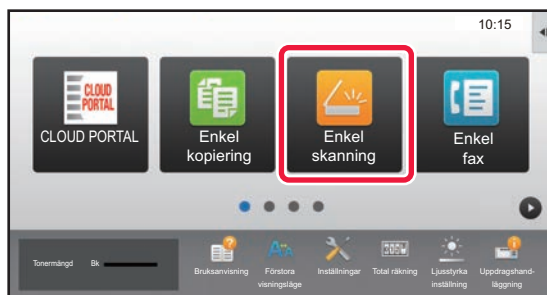 10:15
CLOUD
PORTAL
CLOUD PORTAL
Enkel
kopiering
Enkel
skanning
Enkel
fax
Tonermängd Bk
Bruksanvisning
Förstora
visningsläge
Inställningar
Total räkning
Ljusstyrka
inställning
Uppdragshand-
läggning